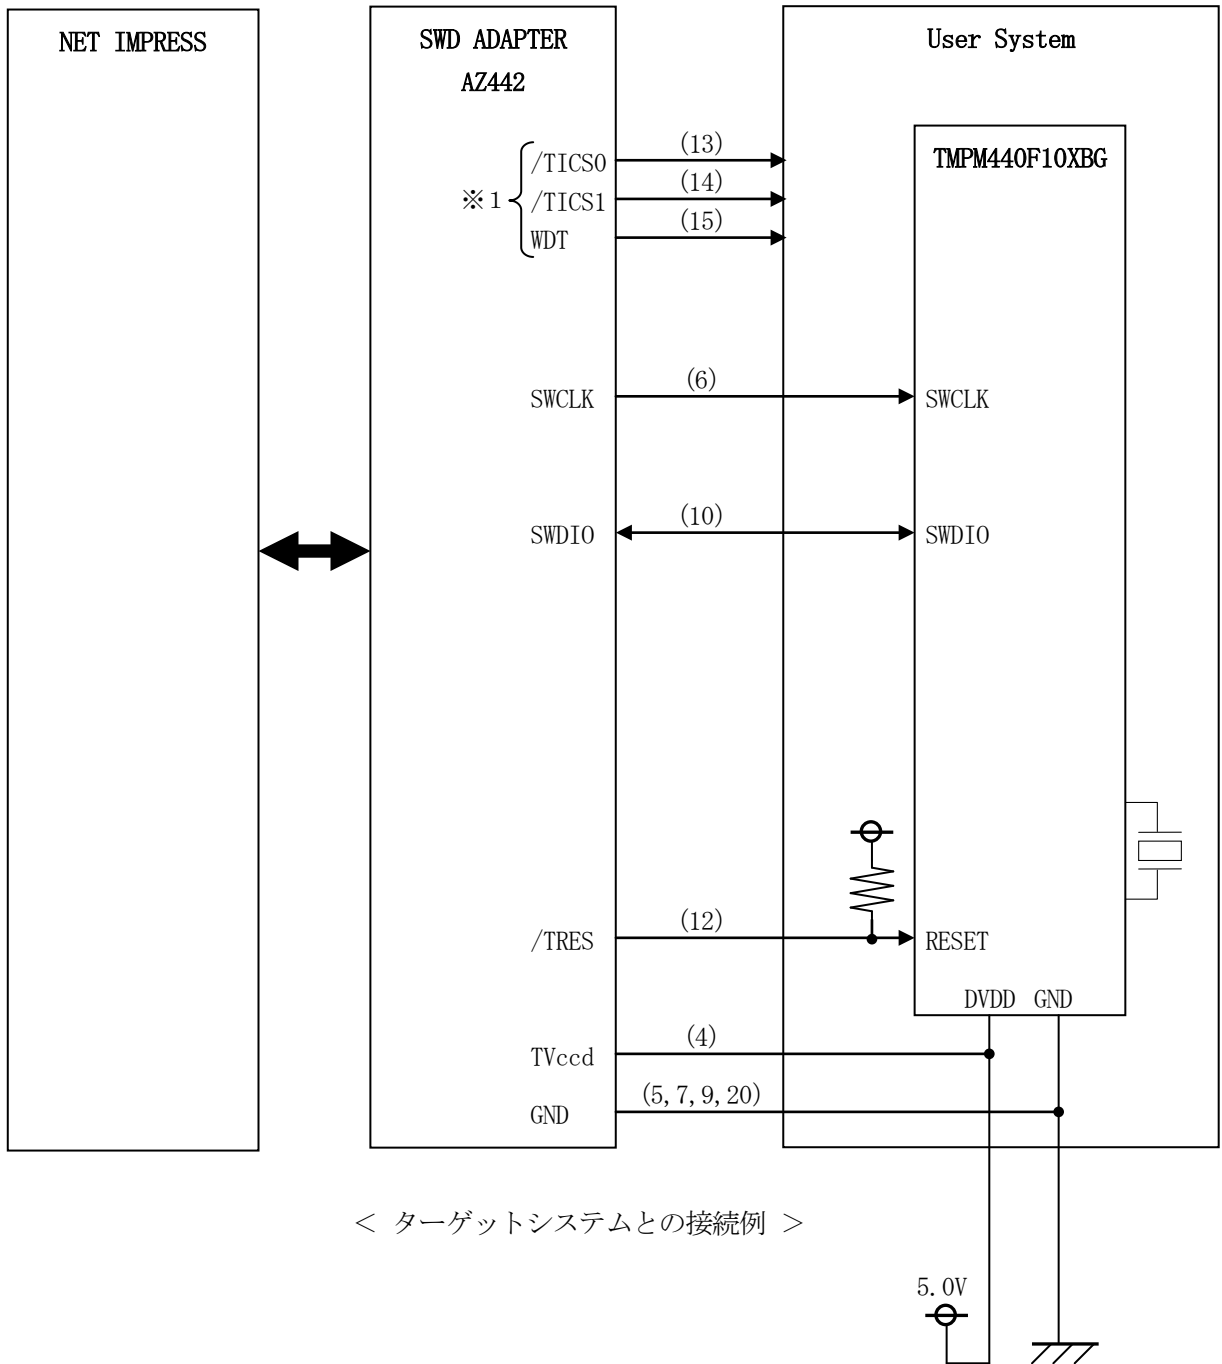 NET IMPRESS
SWD ADAPTER
AZ442
User System
TMPM440F10XBG
※１
/TICS0
(13)
/TICS1
(14)
WDT
(15)
SWCLK
(6)
SWCLK
SWDIO
(10)
SWDIO
/TRES
(12)
RESET
DVDD GND
TVccd
(4)
GND
(5,7,9,20)
＜ ターゲットシステムとの接続例 ＞
5.0V